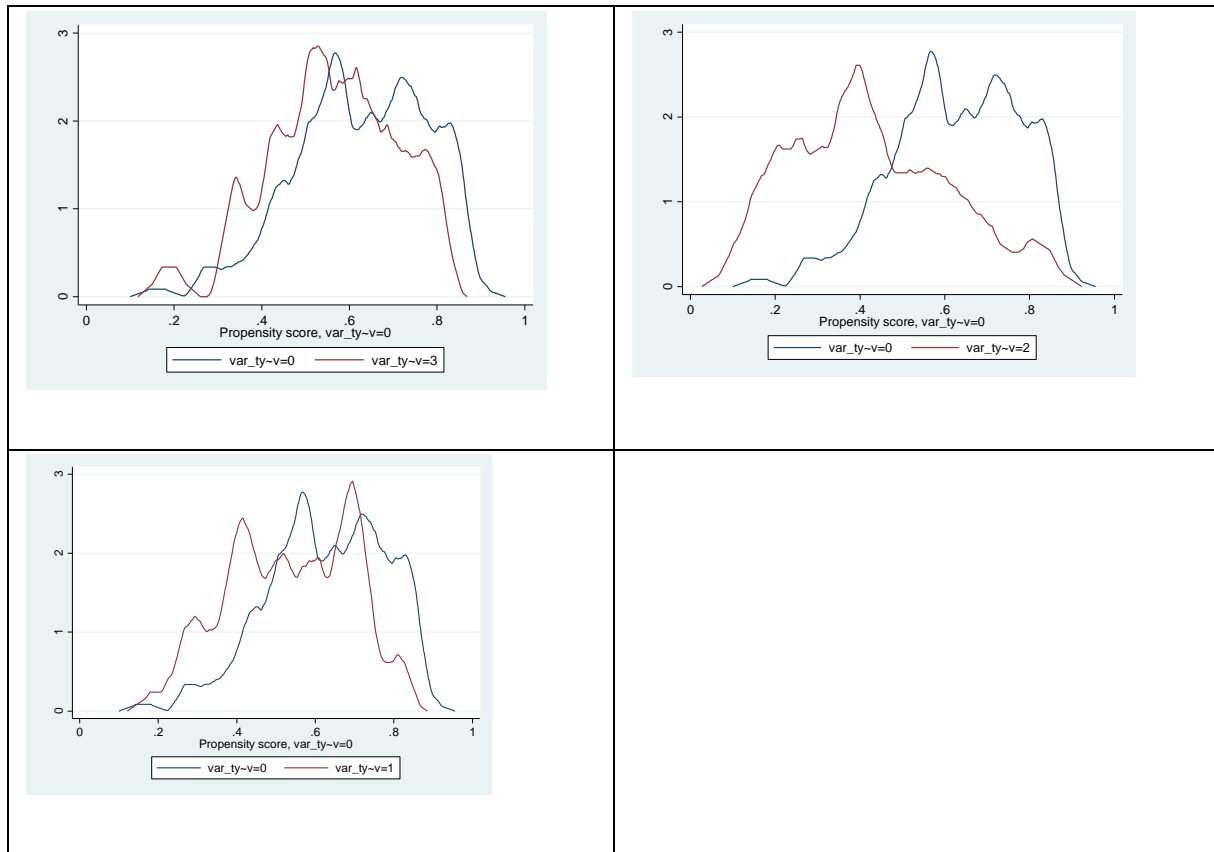 3
2
1
0
0 .2 .4 .6 .8 1
Propensity score, var_ty~v=0
var_ty~v=0 var_ty~v=3
3
2
1
0
0 .2 .4 .6 .8 1
Propensity score, var_ty~v=0
var_ty~v=0 var_ty~v=2
3
2
1
0
0 .2 .4 .6 .8 1
Propensity score, var_ty~v=0
var_ty~v=0 var_ty~v=1